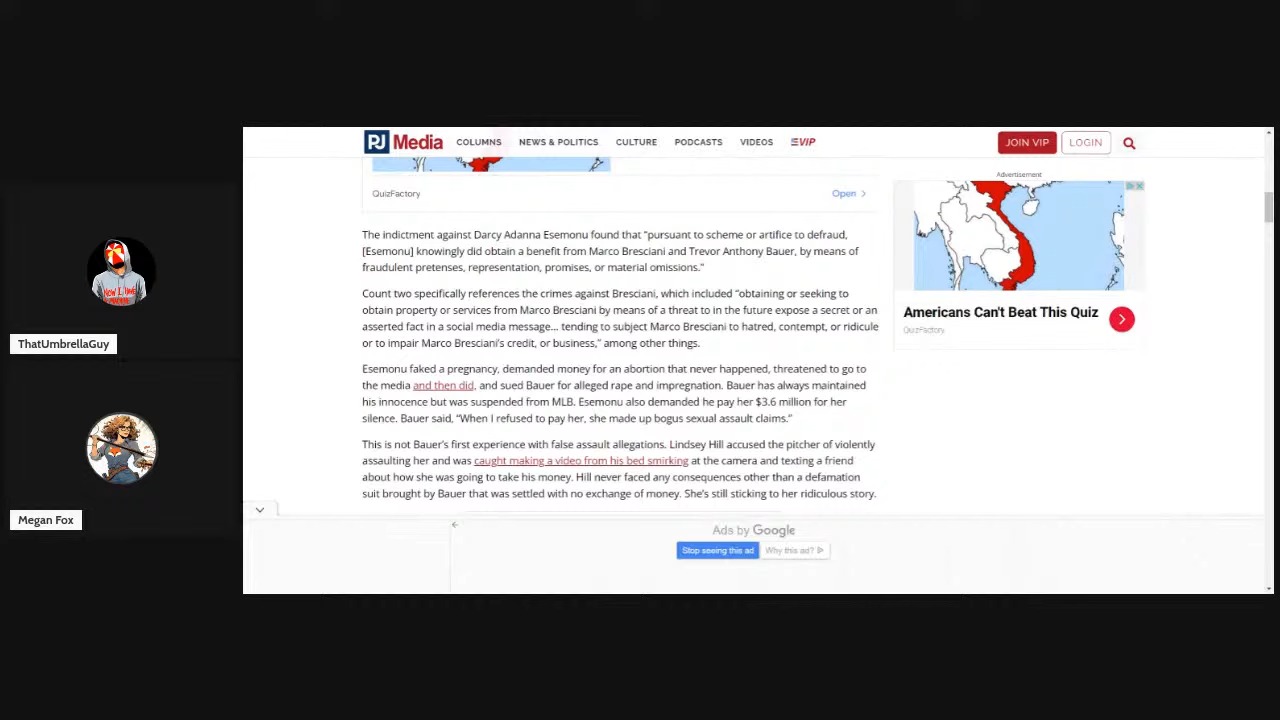 PJ Media COLUMNS NEWS & POLITICS CULTURE PODCASTS VIDEOS VIP JOIN VIP LOGIN
Advertisement
QuizFactory Open
The indictment against Darcy Adanna Esemonu found that “pursuant to scheme or artifice to defraud,
[Esemonu] knowingly did obtain a benefit from Marco Bresciani and Trevor Anthony Bauer, by means of
fraudulent pretenses, representation, promises, or material omissions.”
Count two specifically references the crimes against Bresciani, which included “obtaining or seeking to
obtain property or services from Marco Bresciani by means of a threat to in the future expose a secret or an
asserted fact in a social media message... tending to subject Marco Bresciani to hatred, contempt, or ridicule
or to impair Marco Bresciani’s credit, or business,” among other things.
Esemonu faked a pregnancy, demanded money for an abortion that never happened, threatened to go to
the media and then did, and sued Bauer for alleged rape and impregnation. Bauer has always maintained
his innocence but was suspended from MLB. Esemonu also demanded he pay her $3.6 million for her
silence. Bauer said, “When I refused to pay her, she made up bogus sexual assault claims.”
This is not Bauer’s first experience with false assault allegations. Lindsey Hill accused the pitcher of violently
assaulting her and was caught making a video from his bed smirking at the camera and texting a friend
about how she was going to take his money. Hill never faced any consequences other than a defamation
suit brought by Bauer that was settled with no exchange of money. She’s still sticking to her ridiculous story.
Americans Can't Beat This Quiz
QuizFactory
Ads by Google
Stop seeing this ad
Why this ad?
NOW I, IME
ThatUmbrellaGuy
Megan Fox